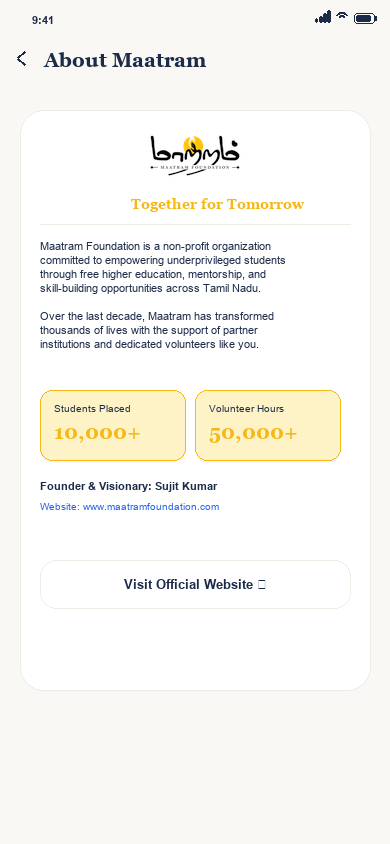 9:41
About Maatram
மாற்றம்
MAATRAM FOUNDATION
Together for Tomorrow
Maatram Foundation is a non-profit organization
committed to empowering underprivileged students
through free higher education, mentorship, and
skill-building opportunities across Tamil Nadu.
Over the last decade, Maatram has transformed
thousands of lives with the support of partner
institutions and dedicated volunteers like you.
Students Placed
10,000+
Volunteer Hours
50,000+
Founder & Visionary: Sujit Kumar
Website: www.maatramfoundation.com
Visit Official Website